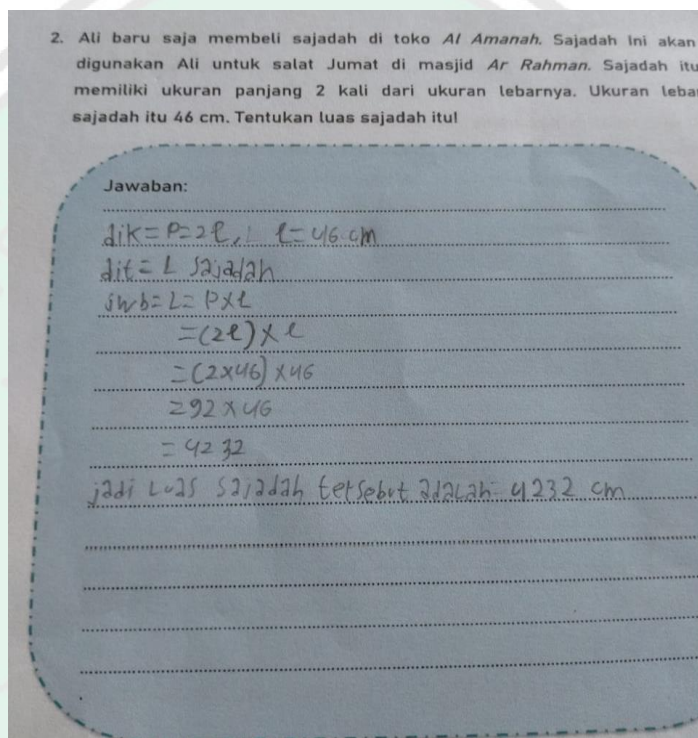 2. Ali baru saja membeli sajadah di toko Al Amanah. Sajadah ini akan
digunakan Ali untuk salat Jumat di masjid Ar Rahman. Sajadah itu
memiliki ukuran panjang 2 kali dari ukuran lebarnya. Ukuran leba
sajadah itu 46 cm. Tentukan luas sajadah itu!
Jawaban:
dik = P = 2ℓ, ℓ = 46 cm
dit = L sajadah
jwb = L = P x ℓ
= (2ℓ) x ℓ
= (2x46) x 46
= 92 x 46
= 4232
jadi Luas sajadah tersebut adalah = 4232 cm